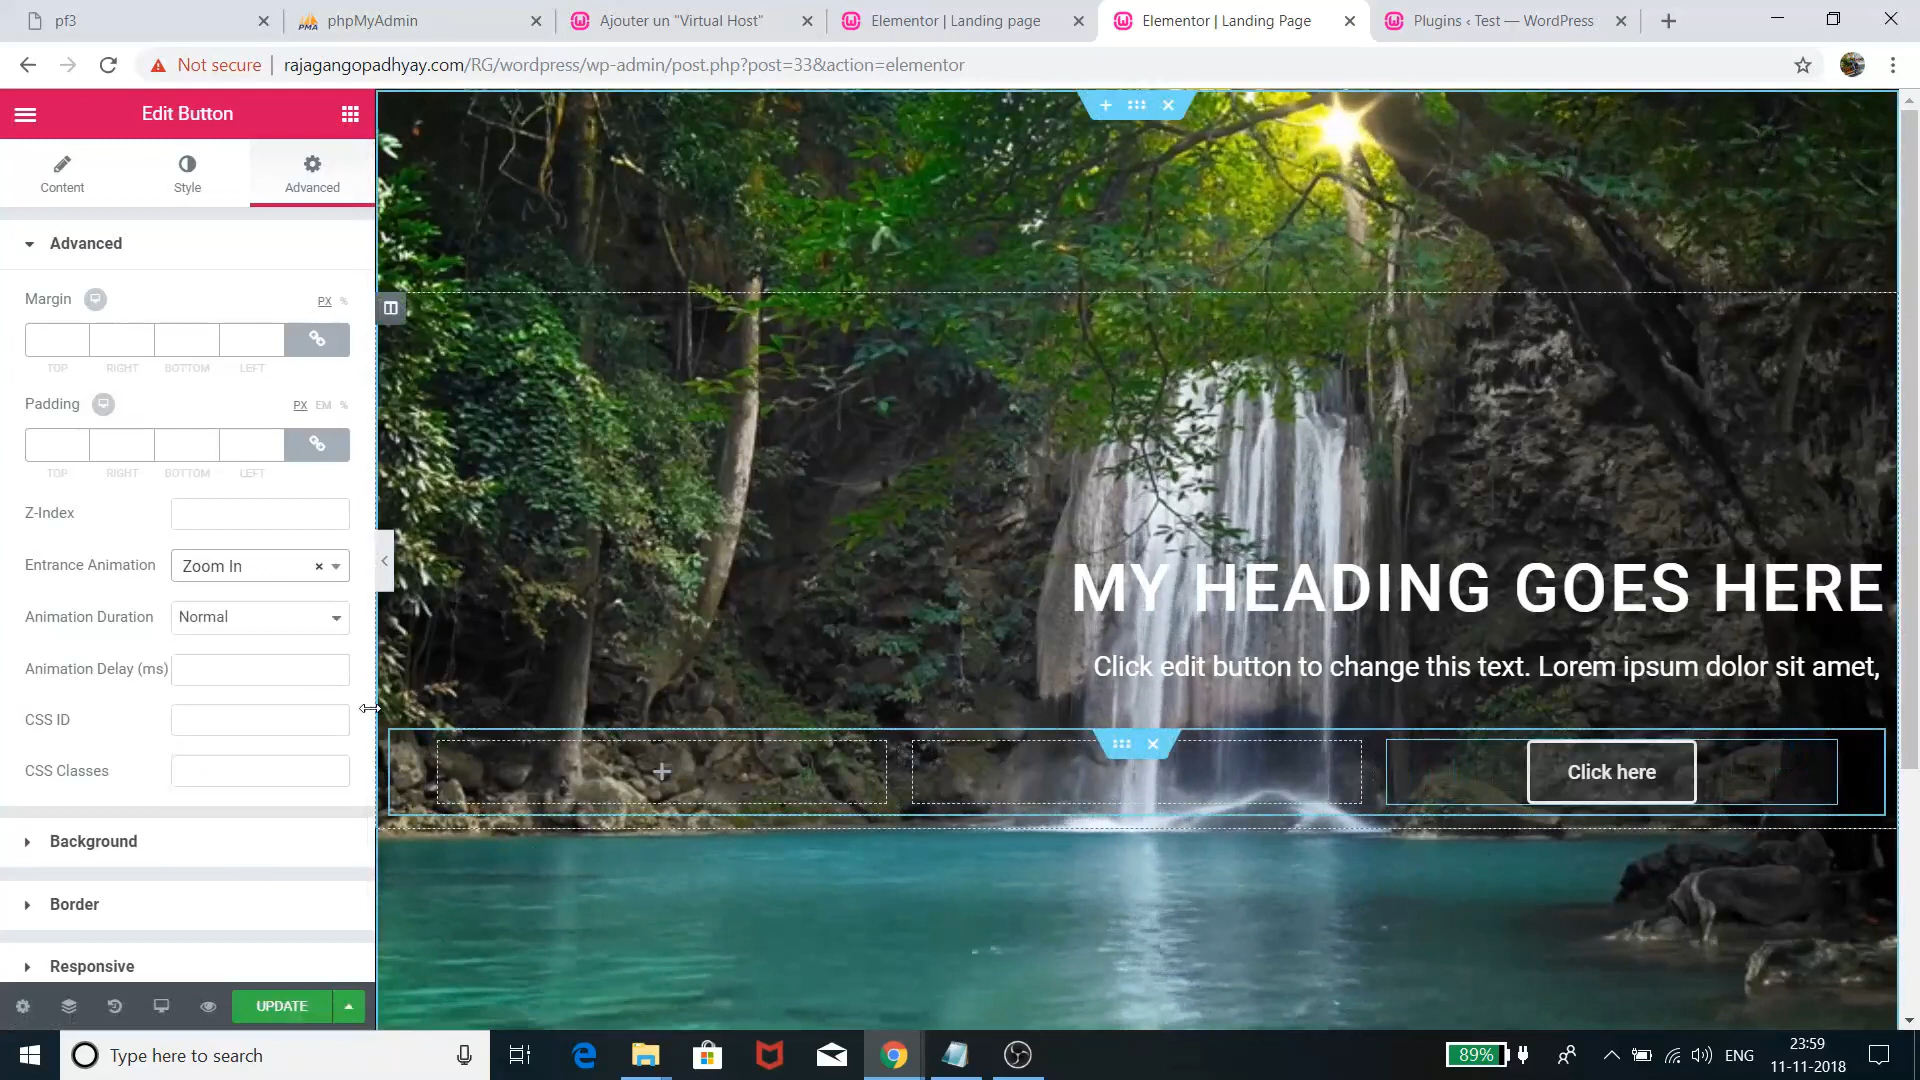 pf3
phpMyAdmin
Ajouter un "Virtual Host"
Elementor | Landing page
Elementor | Landing Page
Plugins ‹ Test — WordPress
Not secure
rajagangopadhyay.com/RG/wordpress/wp-admin/post.php?post=33&action=elementor
Edit Button
Content
Style
Advanced
Advanced
Margin
PX %
TOP RIGHT BOTTOM LEFT
Padding
PX EM %
TOP RIGHT BOTTOM LEFT
Z-Index
Entrance Animation
Zoom In
Animation Duration
Normal
Animation Delay (ms)
CSS ID
CSS Classes
Background
Border
Responsive
UPDATE
MY HEADING GOES HERE
Click edit button to change this text. Lorem ipsum dolor sit amet,
Click here
Type here to search
89%
ENG
23:59
11-11-2018